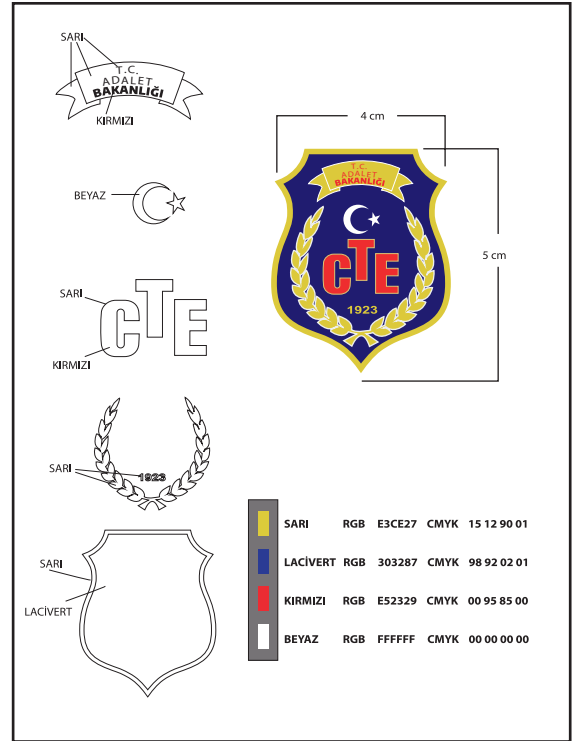 SARI
T.C.
ADALET
BAKANLIĞI
KIRMIZI
BEYAZ
SARI
CTE
KIRMIZI
SARI
1923
SARI
LACİVERT
4 cm
T.C.
ADALET
BAKANLIĞI
CTE
1923
5 cm
SARI RGB E3CE27 CMYK 15 12 90 01
LACİVERT RGB 303287 CMYK 98 92 02 01
KIRMIZI RGB E52329 CMYK 00 95 85 00
BEYAZ RGB FFFFFF CMYK 00 00 00 00